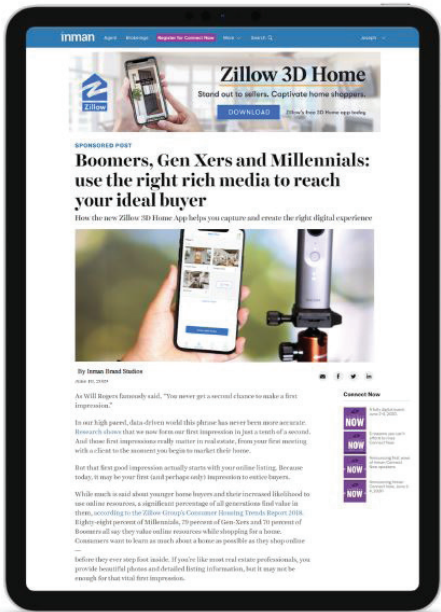 inman Agent Brokerage Register for Connect Now More Search Joseph
Zillow
Zillow 3D Home
Stand out to sellers. Captivate home shoppers.
DOWNLOAD Zillow's free 3D Home app today.
SPONSORED POST
Boomers, Gen Xers and Millennials:
use the right rich media to reach
your ideal buyer
How the new Zillow 3D Home App helps you capture and create the right digital experience
By Inman Brand Studios
As Will Rogers famously said, "You never get a second chance to make a first
impression."
In our high paced, data-driven world this phrase has never been more accurate.
Research shows that we now form our first impression in just a tenth of a second.
And those first impressions really matter in real estate, from your first meeting
with a client to the moment you begin to market their home.
But that first good impression actually starts with your online listing. Because
today, it may be your first (and perhaps only) impression to entice buyers.
While much is said about younger home buyers and their increased likelihood to
use online resources, a significant percentage of all generations find value in
them, according to the Zillow Group's Consumer Housing Trends Report 2018.
Eighty-eight percent of Millennials, 79 percent of Gen-Xers and 78 percent of
Boomers all say they value online resources while shopping for a home.
Consumers want to learn as much about a home as possible as they shop online
—
before they ever step foot inside. If you're like most real estate professionals, you
provide beautiful photos and detailed listing information, but it may not be
enough for that vital first impression.
Connect Now
NOW
NOW
NOW
NOW